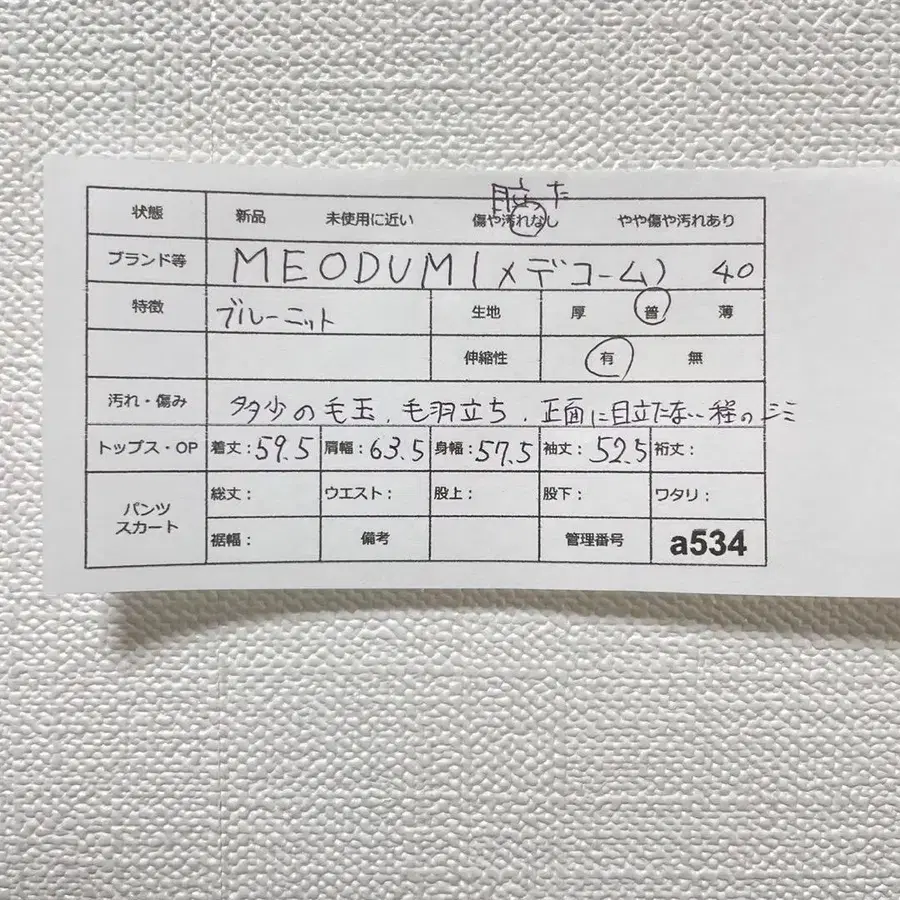 目立た
状態 新品 未使用に近い 傷や汚れなし やや傷や汚れあり
ブランド等 MEODUM(メデコーム) 40
特徴 ブルーニット 生地 厚 普 薄
伸縮性 有 無
汚れ・傷み 多少の毛玉、毛羽立ち、正面に目立たない程のシミ
トップス・OP 着丈:59.5 肩幅:63.5 身幅:57.5 袖丈:52.5 裄丈:
パンツ スカート 総丈: ウエスト: 股上: 股下: ワタリ:
裾幅: 備考 管理番号 a534